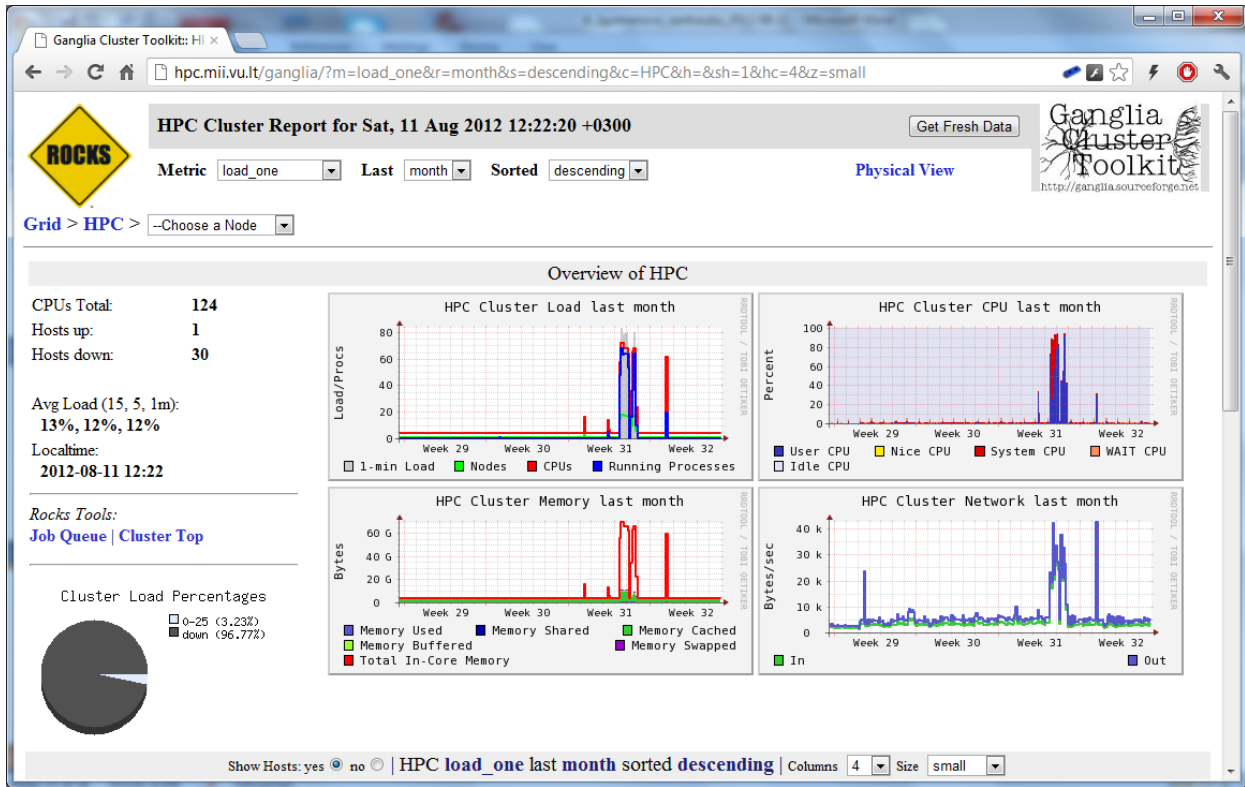 Ganglia Cluster Toolkit:: H
hpc.mii.vu.lt/ganglia/?m=load_one&r=month&s=descending&c=HPC&h=&sh=1&hc=4&z=small
ROCKS
HPC Cluster Report for Sat, 11 Aug 2012 12:22:20 +0300
Get Fresh Data
Metric load_one Last month Sorted descending
Physical View
Ganglia
Cluster
Toolkit
http://ganglia.sourceforge.net
Grid > HPC > --Choose a Node
Overview of HPC
CPUs Total: 124
Hosts up: 1
Hosts down: 30
Avg Load (15, 5, 1m):
13%, 12%, 12%
Localtime:
2012-08-11 12:22
Rocks Tools:
Job Queue | Cluster Top
Cluster Load Percentages
0-25 (3.23%)
down (96.77%)
HPC Cluster Load last month
RRDTOOL / TOBI OETIKER
Load/Procs
80
60
40
20
0
Week 29 Week 30 Week 31 Week 32
1-min Load Nodes CPUs Running Processes
HPC Cluster CPU last month
RRDTOOL / TOBI OETIKER
Percent
100
80
60
40
20
0
Week 29 Week 30 Week 31 Week 32
User CPU Nice CPU System CPU WAIT CPU
Idle CPU
HPC Cluster Memory last month
RRDTOOL / TOBI OETIKER
Bytes
60 G
40 G
20 G
0
Week 29 Week 30 Week 31 Week 32
Memory Used Memory Shared Memory Cached
Memory Buffered Memory Swapped
Total In-Core Memory
HPC Cluster Network last month
RRDTOOL / TOBI OETIKER
Bytes/sec
40 k
30 k
20 k
10 k
0
Week 29 Week 30 Week 31 Week 32
In Out
Show Hosts: yes no | HPC load_one last month sorted descending | Columns 4 Size small